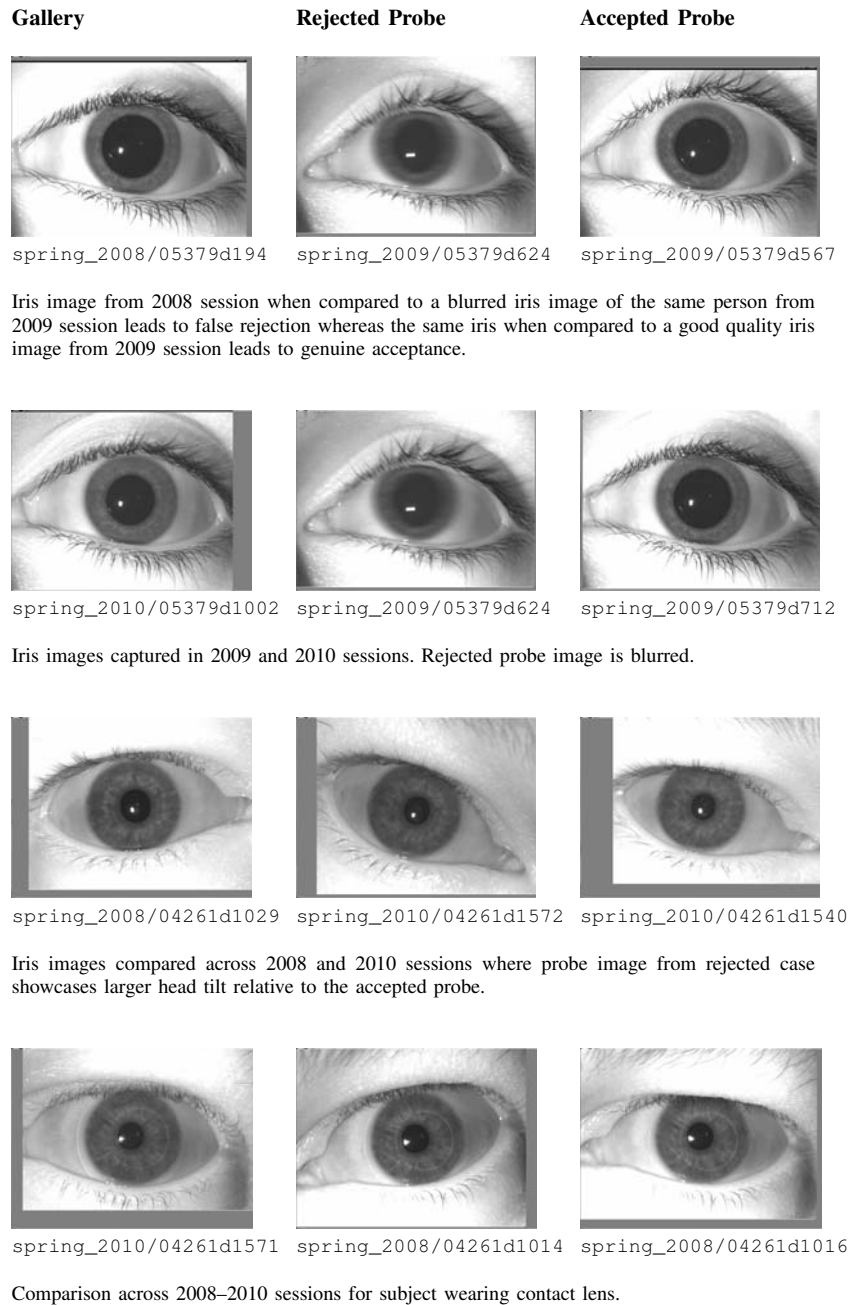 Gallery Rejected Probe Accepted Probe
spring_2008/05379d194 spring_2009/05379d624 spring_2009/05379d567
Iris image from 2008 session when compared to a blurred iris image of the same person from
2009 session leads to false rejection whereas the same iris when compared to a good quality iris
image from 2009 session leads to genuine acceptance.
spring_2010/05379d1002 spring_2009/05379d624 spring_2009/05379d712
Iris images captured in 2009 and 2010 sessions. Rejected probe image is blurred.
spring_2008/04261d1029 spring_2010/04261d1572 spring_2010/04261d1540
Iris images compared across 2008 and 2010 sessions where probe image from rejected case
showcases larger head tilt relative to the accepted probe.
spring_2010/04261d1571 spring_2008/04261d1014 spring_2008/04261d1016
Comparison across 2008–2010 sessions for subject wearing contact lens.